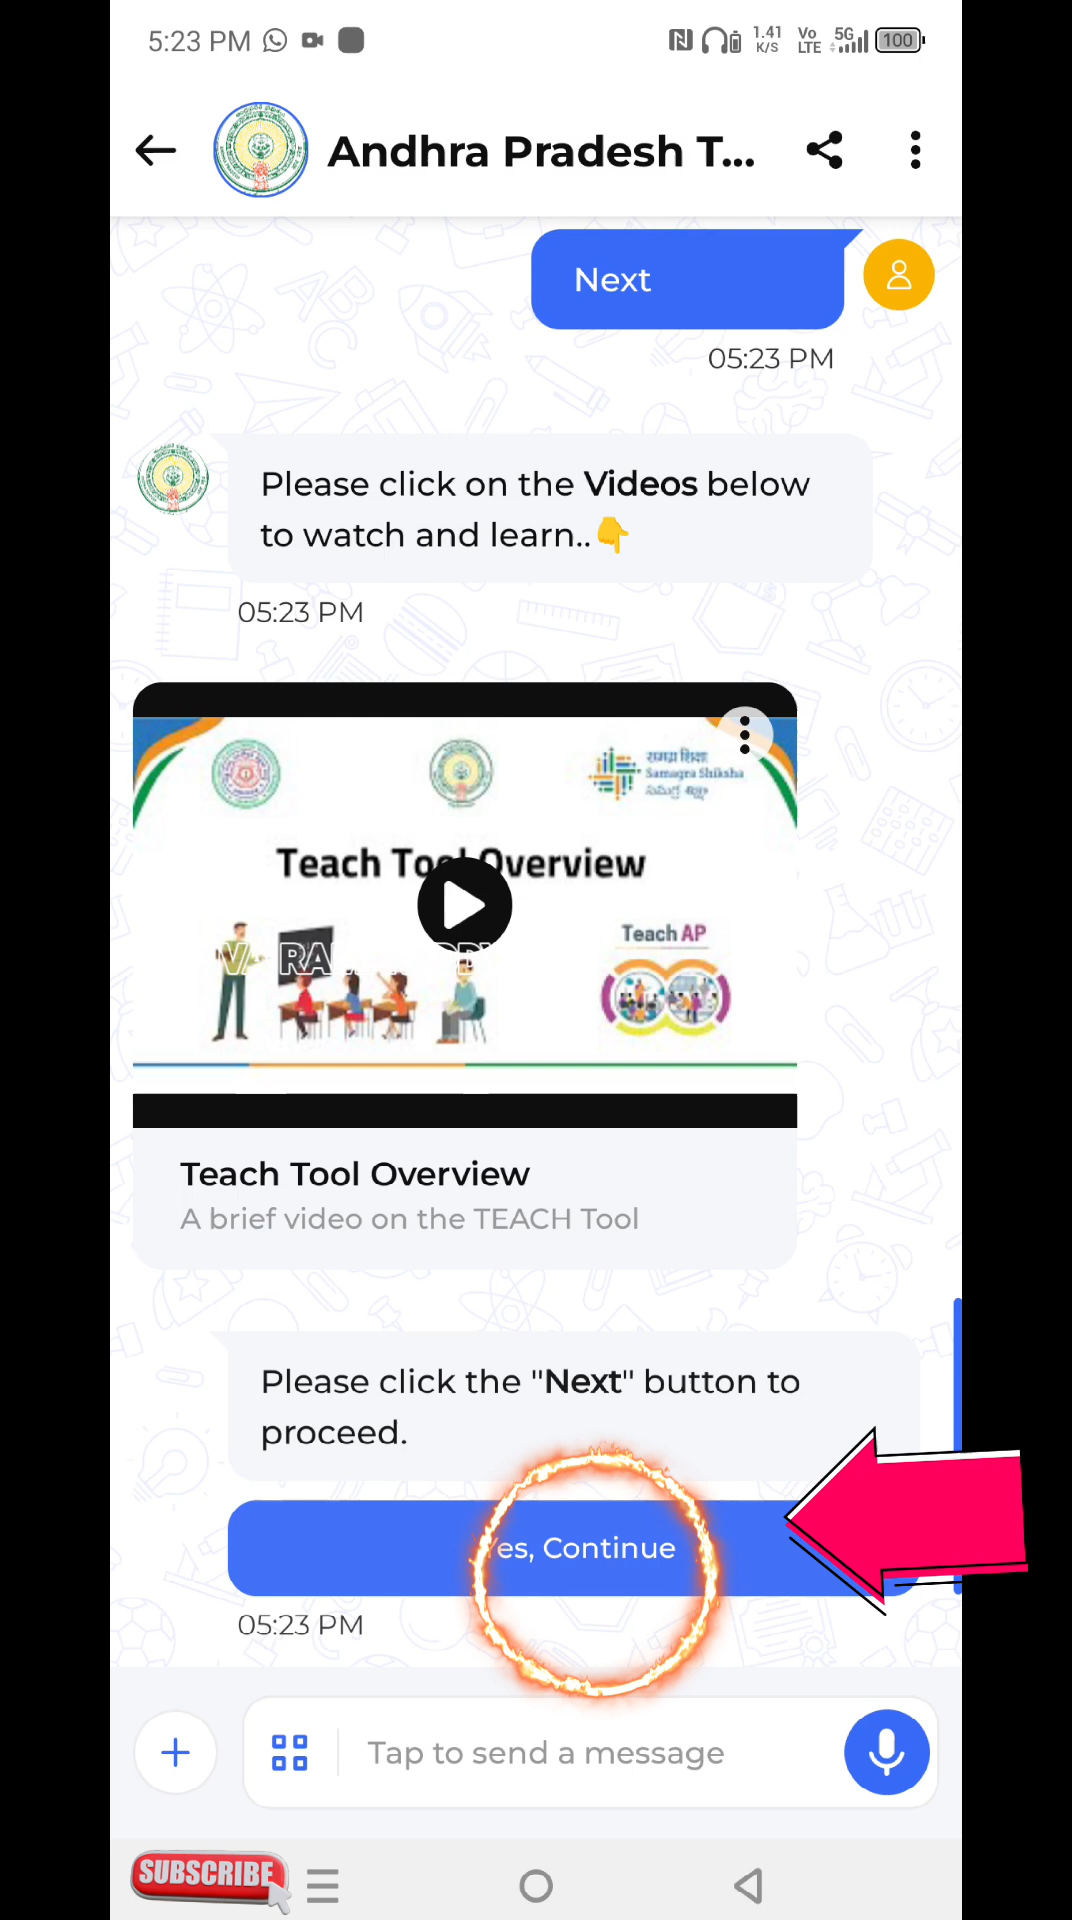 5:23 PM
1.41 K/S
Vo LTE
5G
100
Andhra Pradesh T...
Next
05:23 PM
Please click on the Videos below
to watch and learn..👇
05:23 PM
समग्र शिक्षा
Samagra Shiksha
Teach Tool Overview
Teach AP
Teach Tool Overview
A brief video on the TEACH Tool
Please click the "Next" button to
proceed.
Yes, Continue
05:23 PM
Tap to send a message
SUBSCRIBE